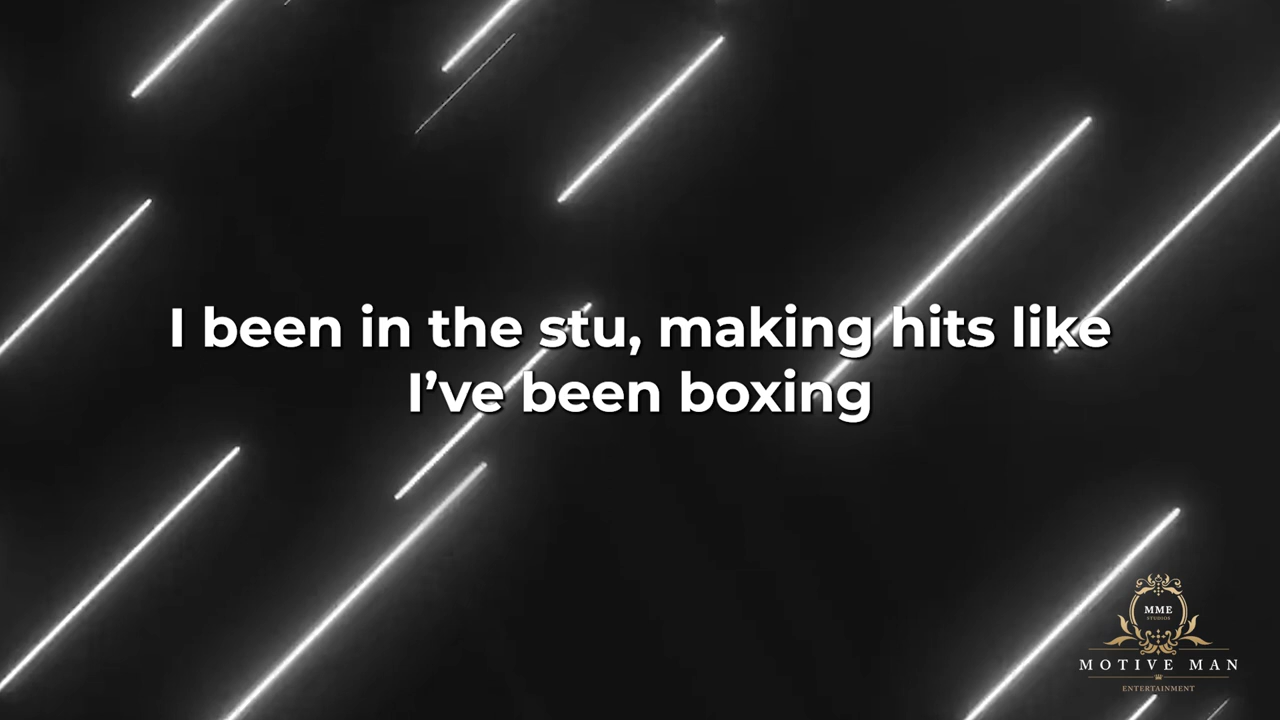 I been in the stu, making hits like
I’ve been boxing
MME
STUDIOS
MOTIVE MAN
ENTERTAINMENT